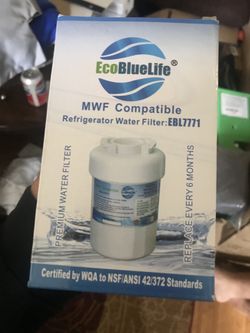 EcoBlueLife®
MWF Compatible
Refrigerator Water Filter:EBL7771
PREMIUM WATER FILTER
REPLACE EVERY 6 MONTHS
EcoBlueLife
Certified by WQA to NSF/ANSI 42/372 Standards